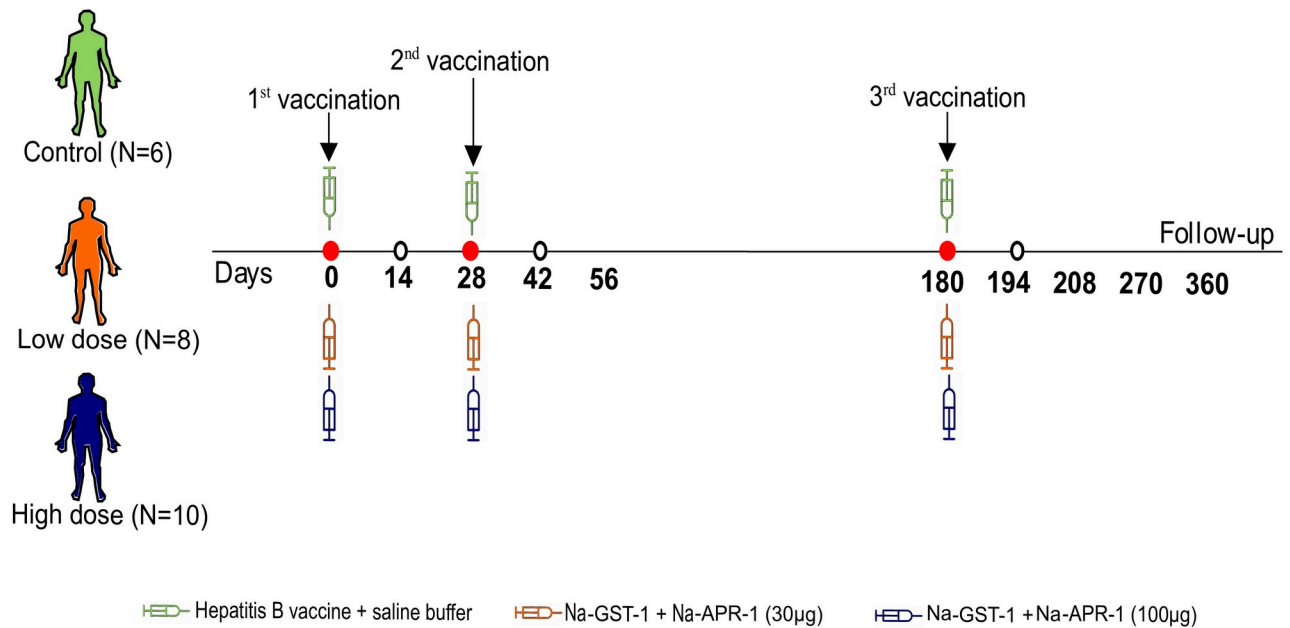 2nd vaccination
1st vaccination
3rd vaccination
Control (N=6)
Follow-up
Days 0 14 28 42 56 180 194 208 270 360
Low dose (N=8)
High dose (N=10)
Hepatitis B vaccine + saline buffer
Na-GST-1 + Na-APR-1 (30µg)
Na-GST-1 +Na-APR-1 (100µg)